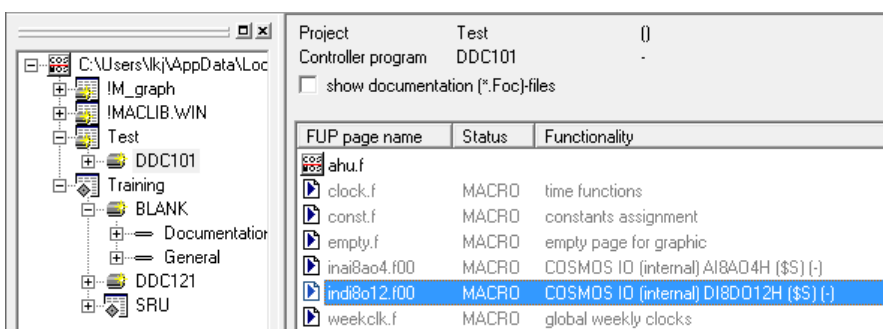 C:\Users\lkj\AppData\Loc
!M_graph
!MACLIB.WIN
Test
DDC101
Training
BLANK
Documentation
General
DDC121
SRU
Project Test ()
Controller program DDC101 -
show documentation (*.Foc)-files
FUP page name Status Functionality
ahu.f
clock.f MACRO time functions
const.f MACRO constants assignment
empty.f MACRO empty page for graphic
inai8ao4.f00 MACRO COSMOS IO (internal) AI8AO4H ($S) (-)
indi8o12.f00 MACRO COSMOS IO (internal) DI8DO12H ($S) (-)
weekclk.f MACRO global weekly clocks